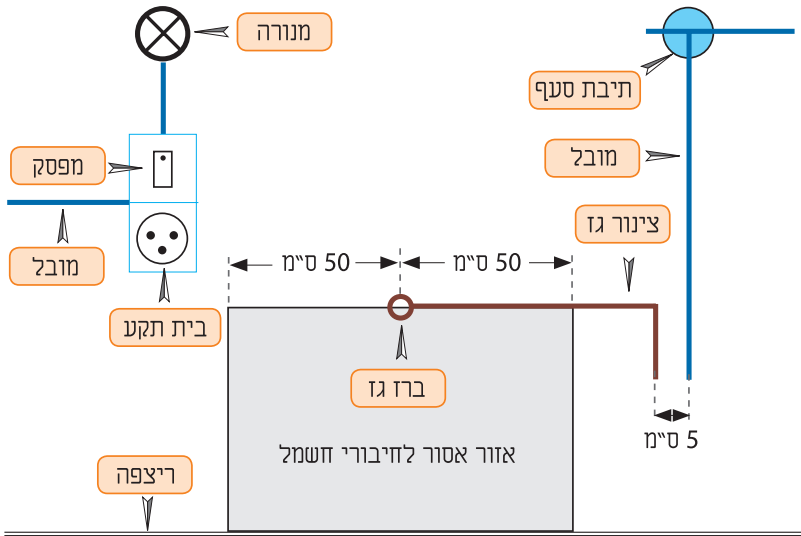 מנורה
תיבת סעף
מפסק
מובל
צינור גז
מובל
50 ס״מ
50 ס״מ
בית תקע
ברז גז
5 ס״מ
אזור אסור לחיבורי חשמל
ריצפה